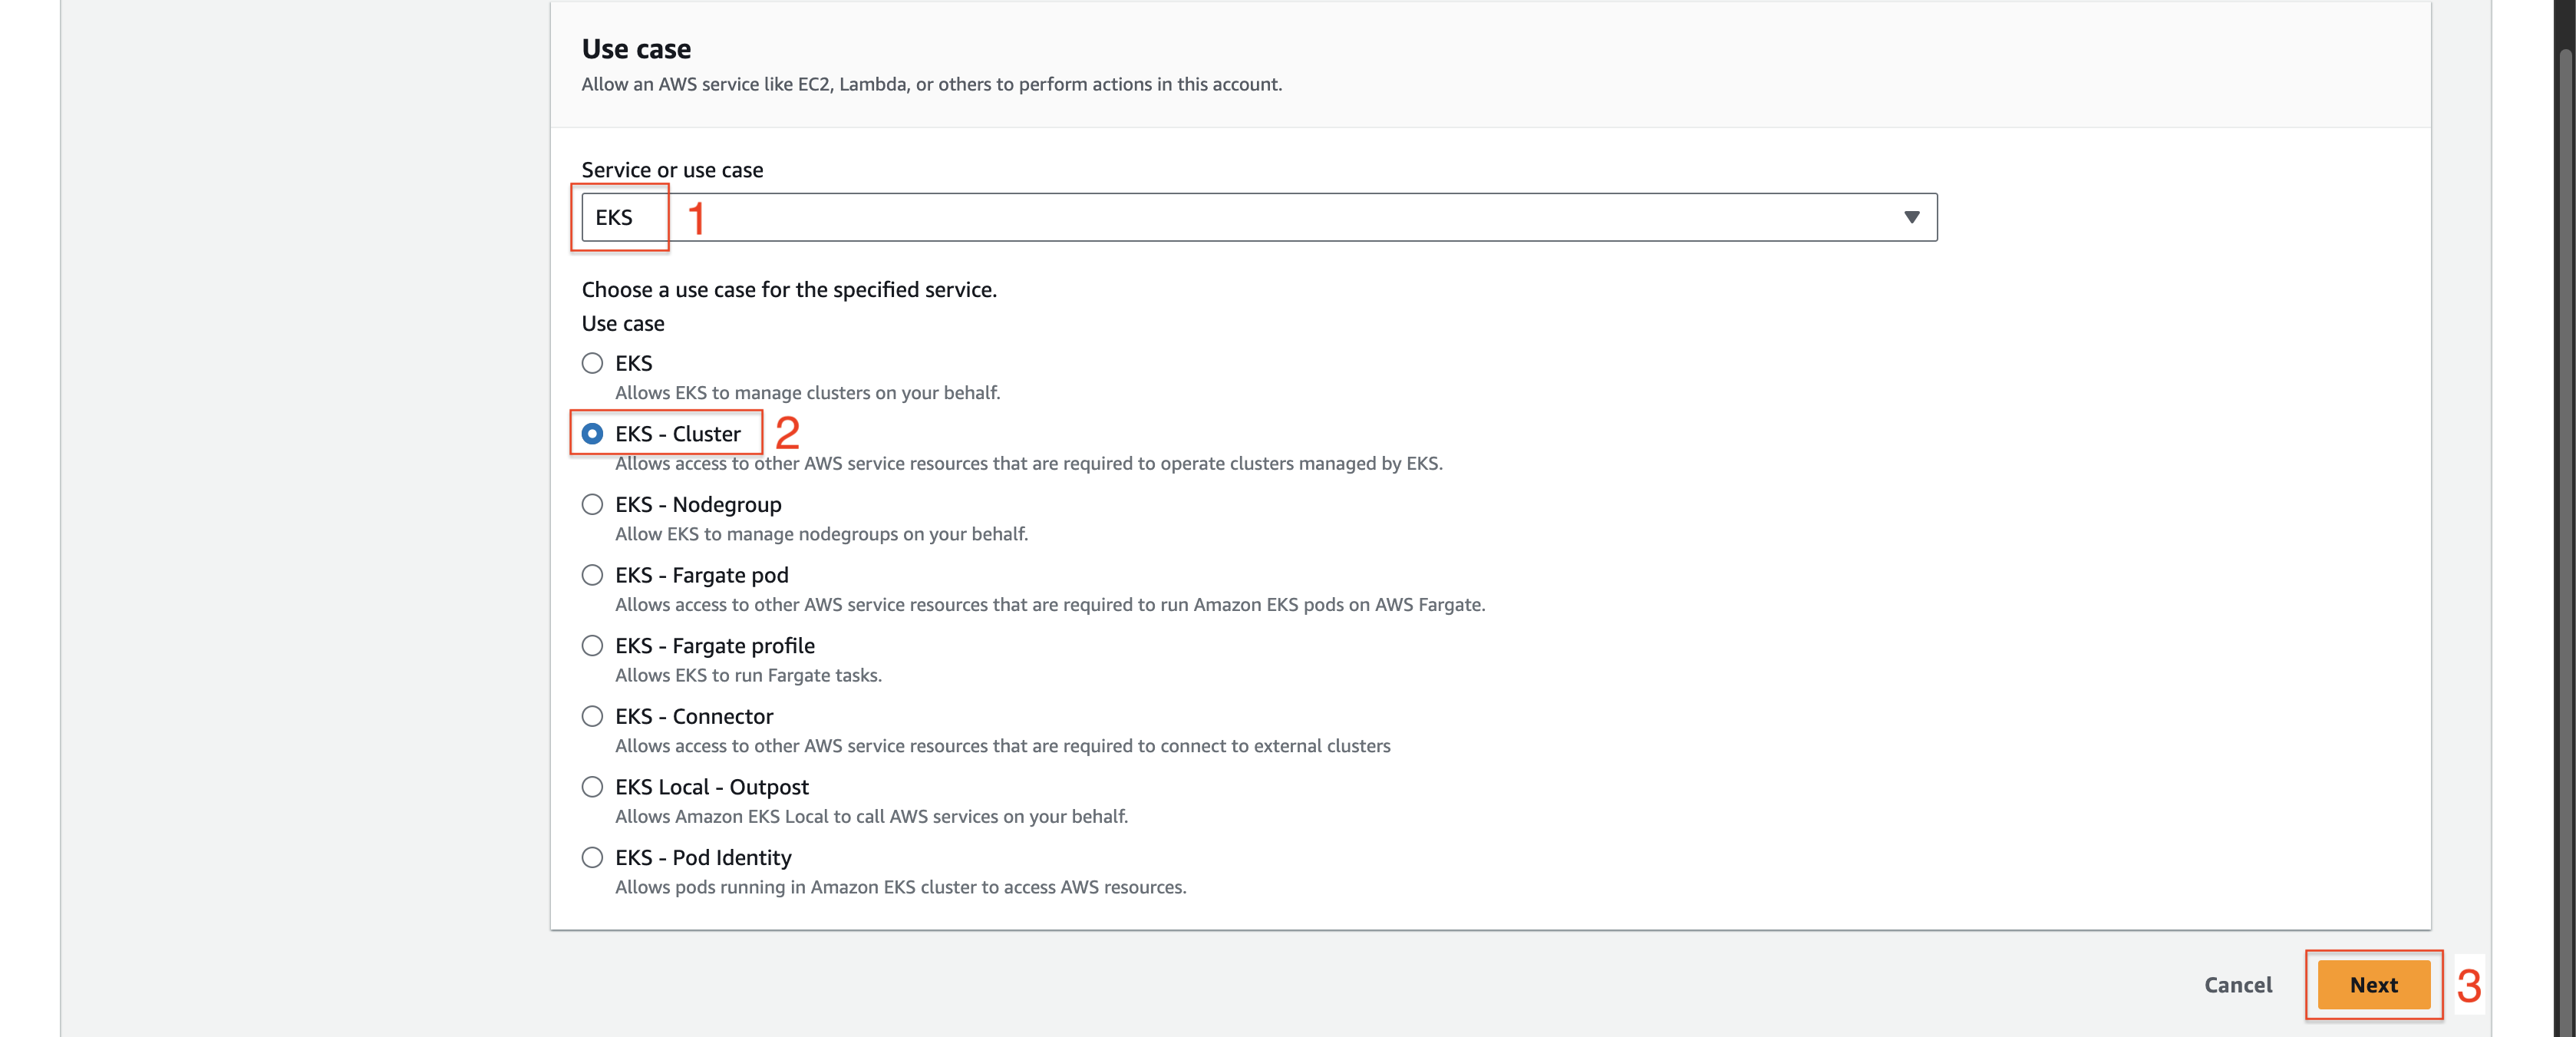 Use case
Allow an AWS service like EC2, Lambda, or others to perform actions in this account.
Service or use case
EKS 1
Choose a use case for the specified service.
Use case
EKS
Allows EKS to manage clusters on your behalf.
EKS - Cluster 2
Allows access to other AWS service resources that are required to operate clusters managed by EKS.
EKS - Nodegroup
Allow EKS to manage nodegroups on your behalf.
EKS - Fargate pod
Allows access to other AWS service resources that are required to run Amazon EKS pods on AWS Fargate.
EKS - Fargate profile
Allows EKS to run Fargate tasks.
EKS - Connector
Allows access to other AWS service resources that are required to connect to external clusters
EKS Local - Outpost
Allows Amazon EKS Local to call AWS services on your behalf.
EKS - Pod Identity
Allows pods running in Amazon EKS cluster to access AWS resources.
Cancel Next 3